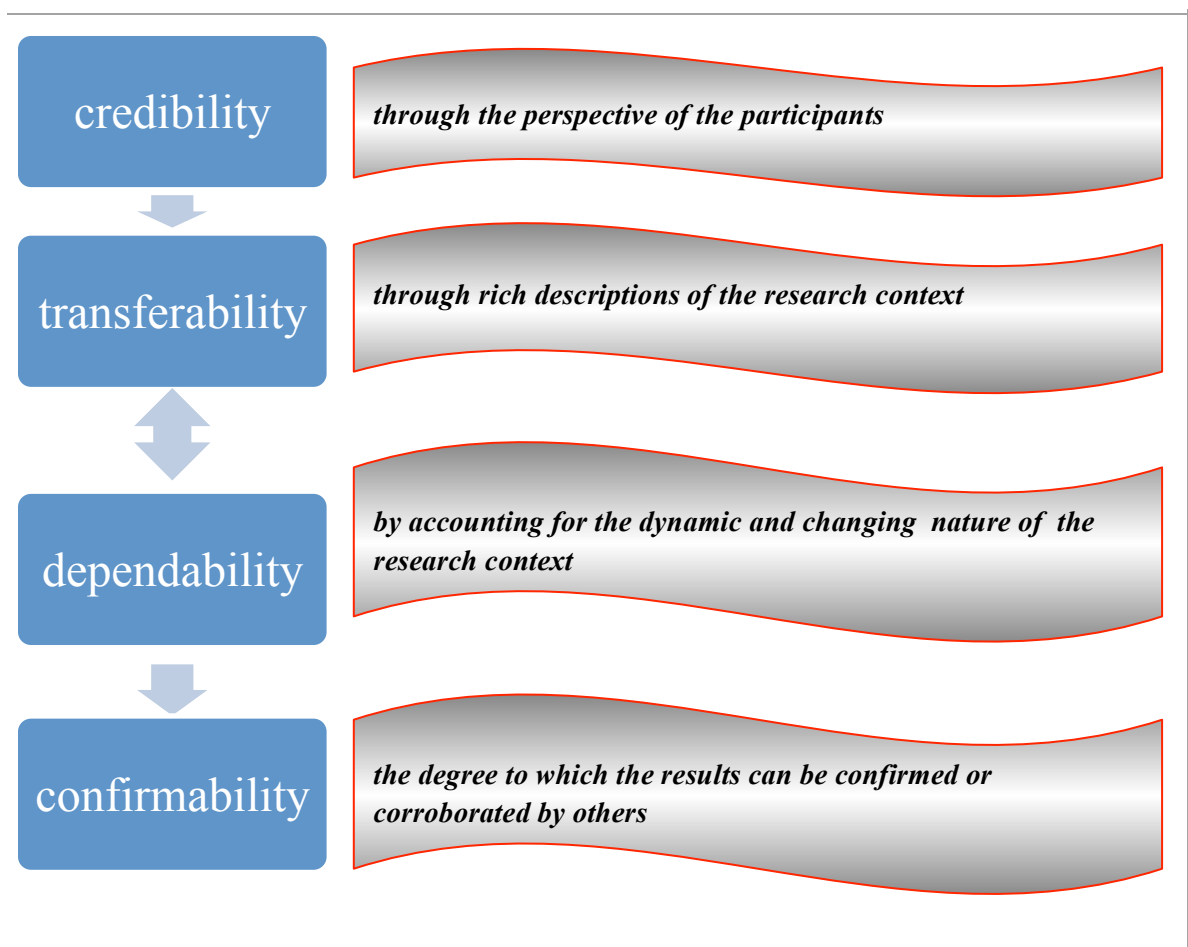 credibility
through the perspective of the participants
transferability
through rich descriptions of the research context
dependability
by accounting for the dynamic and changing nature of the
research context
confirmability
the degree to which the results can be confirmed or
corroborated by others